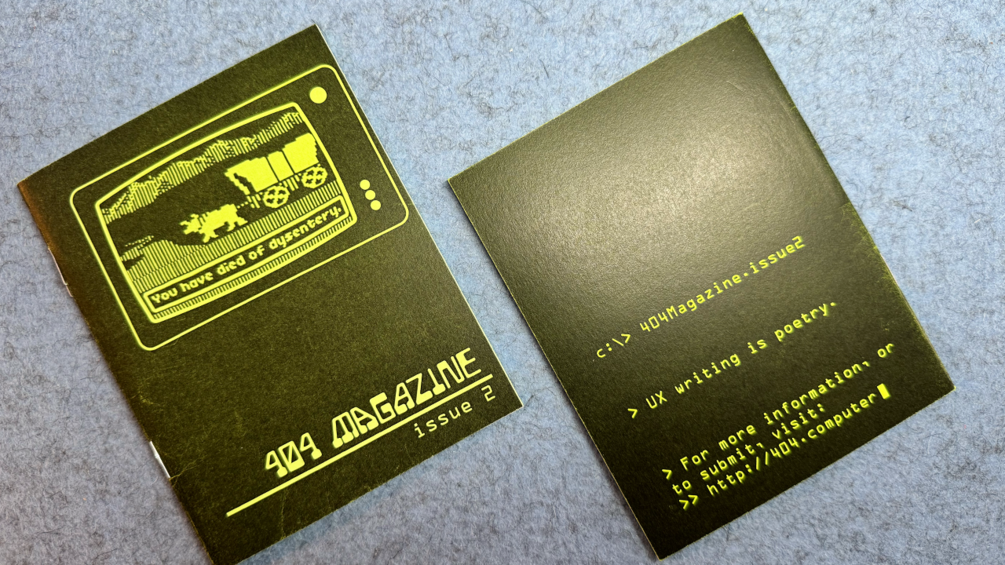 You have died of dysentery.
404 MAGAZINE
issue 2
c:\> 404Magazine.issue2
> UX writing is poetry.
> For more information, or
to submit, visit:
>> http://404.computer